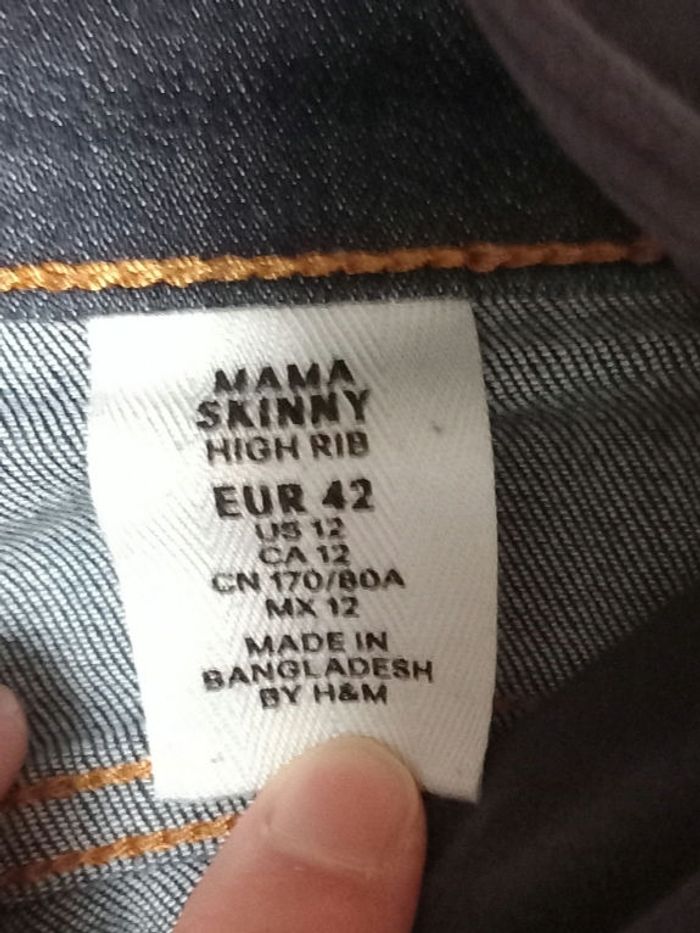 MAMA
SKINNY
HIGH RIB
EUR 42
US 12
CA 12
CN 170/80A
MX 12
MADE IN
BANGLADESH
BY H&M